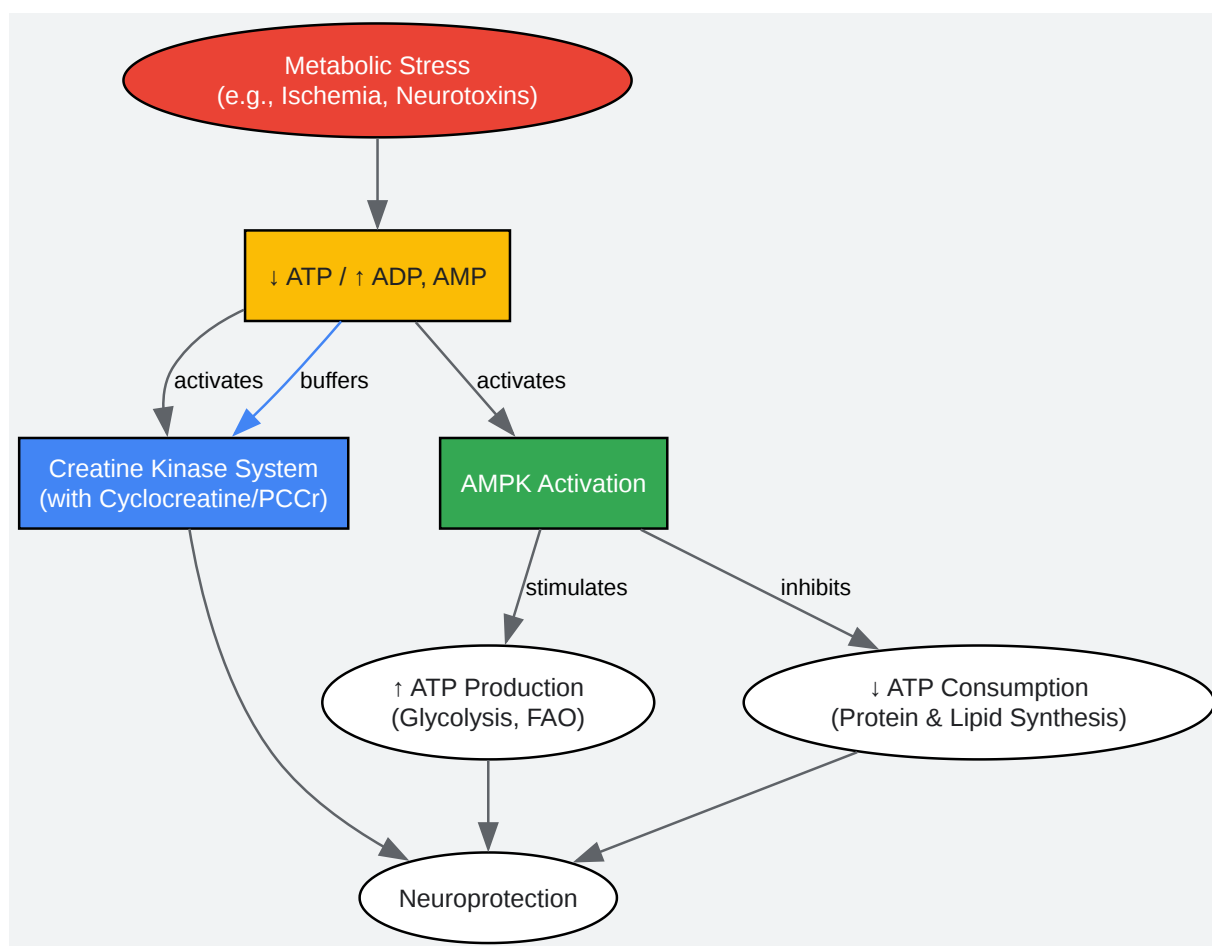 Metabolic Stress
(e.g., Ischemia, Neurotoxins)
↓ ATP / ↑ ADP, AMP
activates
buffers
activates
Creatine Kinase System
(with Cyclocreatine/PCCr)
AMPK Activation
stimulates
inhibits
↑ ATP Production
(Glycolysis, FAO)
↓ ATP Consumption
(Protein & Lipid Synthesis)
Neuroprotection